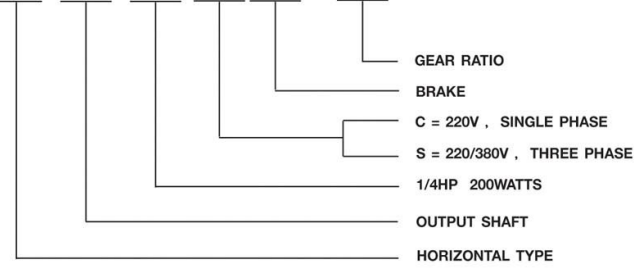 GEAR RATIO
BRAKE
C = 220V , SINGLE PHASE
S = 220/380V , THREE PHASE
1/4HP 200WATTS
OUTPUT SHAFT
HORIZONTAL TYPE